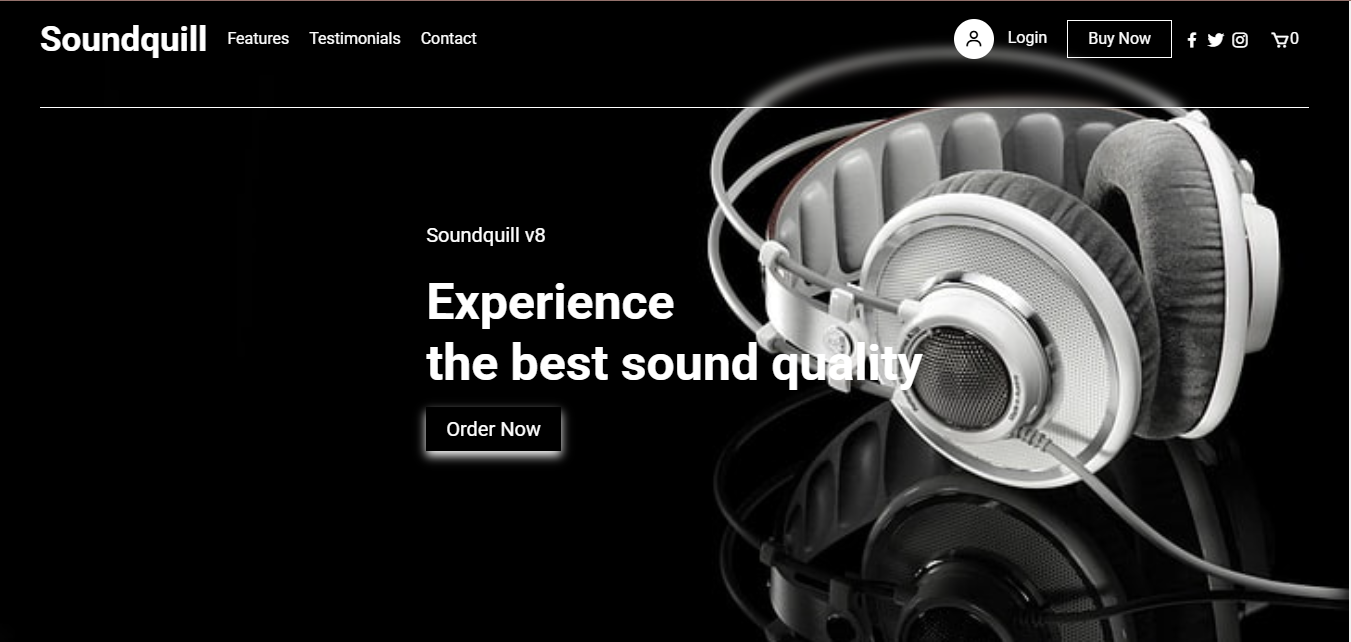 Soundquill Features Testimonials Contact Login Buy Now 0
Soundquill v8
Experience
the best sound quality
Order Now